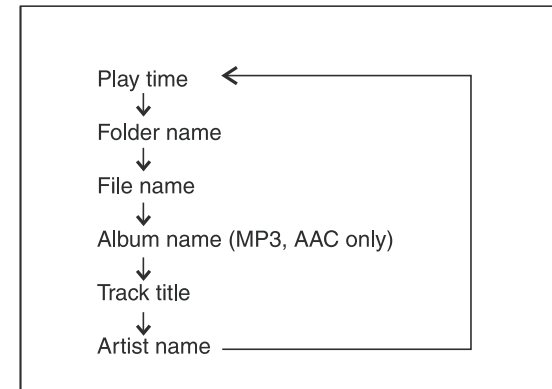 Play time
Folder name
File name
Album name (MP3, AAC only)
Track title
Artist name